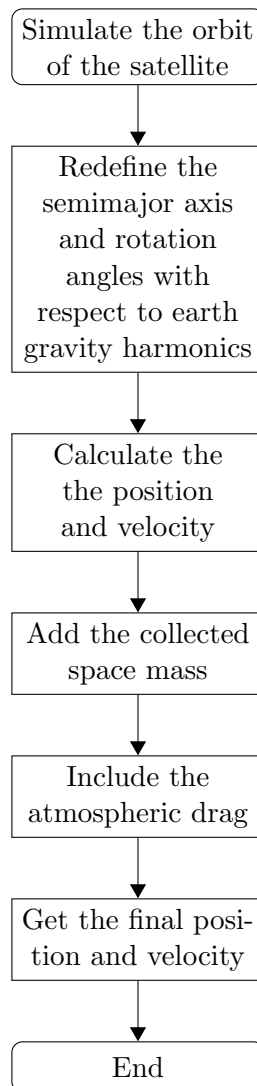 Simulate the orbit
of the satellite
Redefine the
semimajor axis
and rotation
angles with
respect to earth
gravity harmonics
Calculate the
the position
and velocity
Add the collected
space mass
Include the
atmospheric drag
Get the final posi-
tion and velocity
End